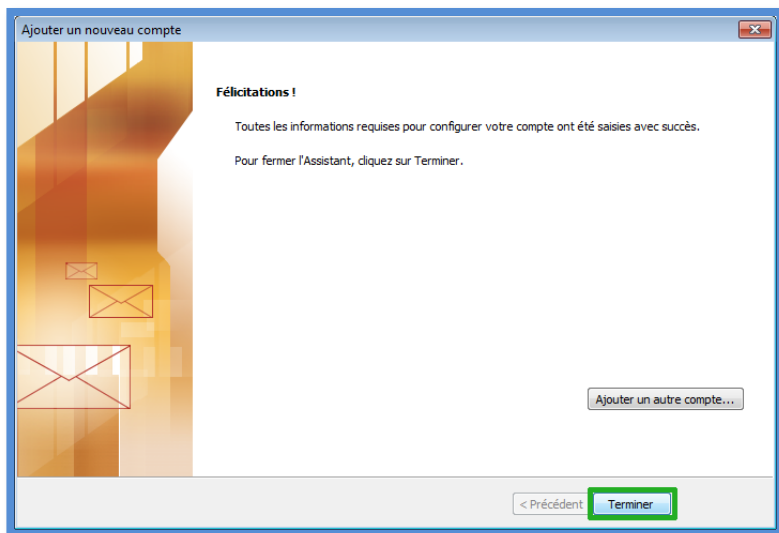 Ajouter un nouveau compte
Félicitations !
Toutes les informations requises pour configurer votre compte ont été saisies avec succès.
Pour fermer l'Assistant, cliquez sur Terminer.
Ajouter un autre compte...
< Précédent
Terminer